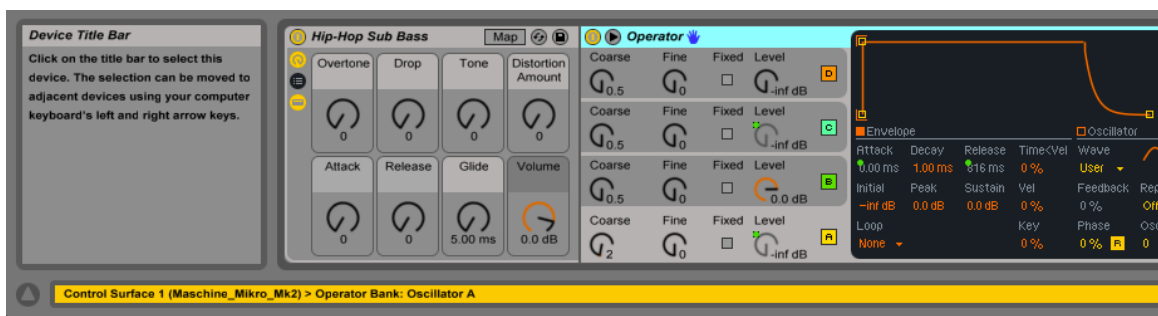 Device Title Bar
Click on the title bar to select this
device. The selection can be moved to
adjacent devices using your computer
keyboard's left and right arrow keys.
Hip-Hop Sub Bass
Map
Overtone
Drop
Tone
Distortion
Amount
0
0
0
0
Attack
Release
Glide
Volume
0
0
5.00 ms
0.0 dB
Operator
Coarse Fine Fixed Level
0.5 0 -inf dB D
Coarse Fine Fixed Level
0.5 0 -inf dB C
Coarse Fine Fixed Level
0.5 0 0.0 dB B
Coarse Fine Fixed Level
2 0 -inf dB A
Envelope
Oscillator
Attack Decay Release Time<Vel Wave
0.00 ms 1.00 ms 816 ms 0 % User
Initial Peak Sustain Vel Feedback Rep
-inf dB 0.0 dB 0.0 dB 0 % 0 % Off
Loop Key Phase Osc
None 0 % 0 % R 0
Control Surface 1 (Maschine_Mikro_Mk2) > Operator Bank: Oscillator A